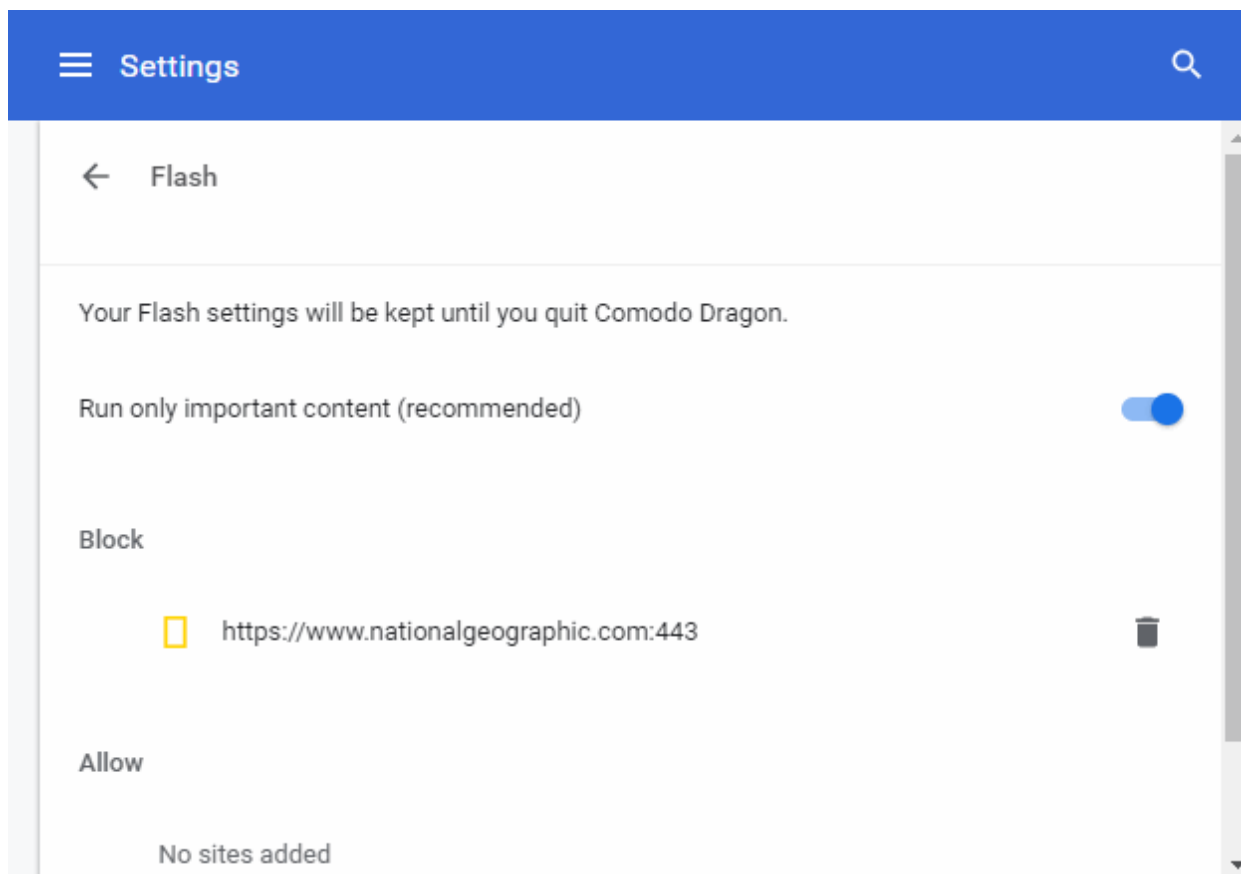 Settings
Flash
Your Flash settings will be kept until you quit Comodo Dragon.
Run only important content (recommended)
Block
https://www.nationalgeographic.com:443
Allow
No sites added